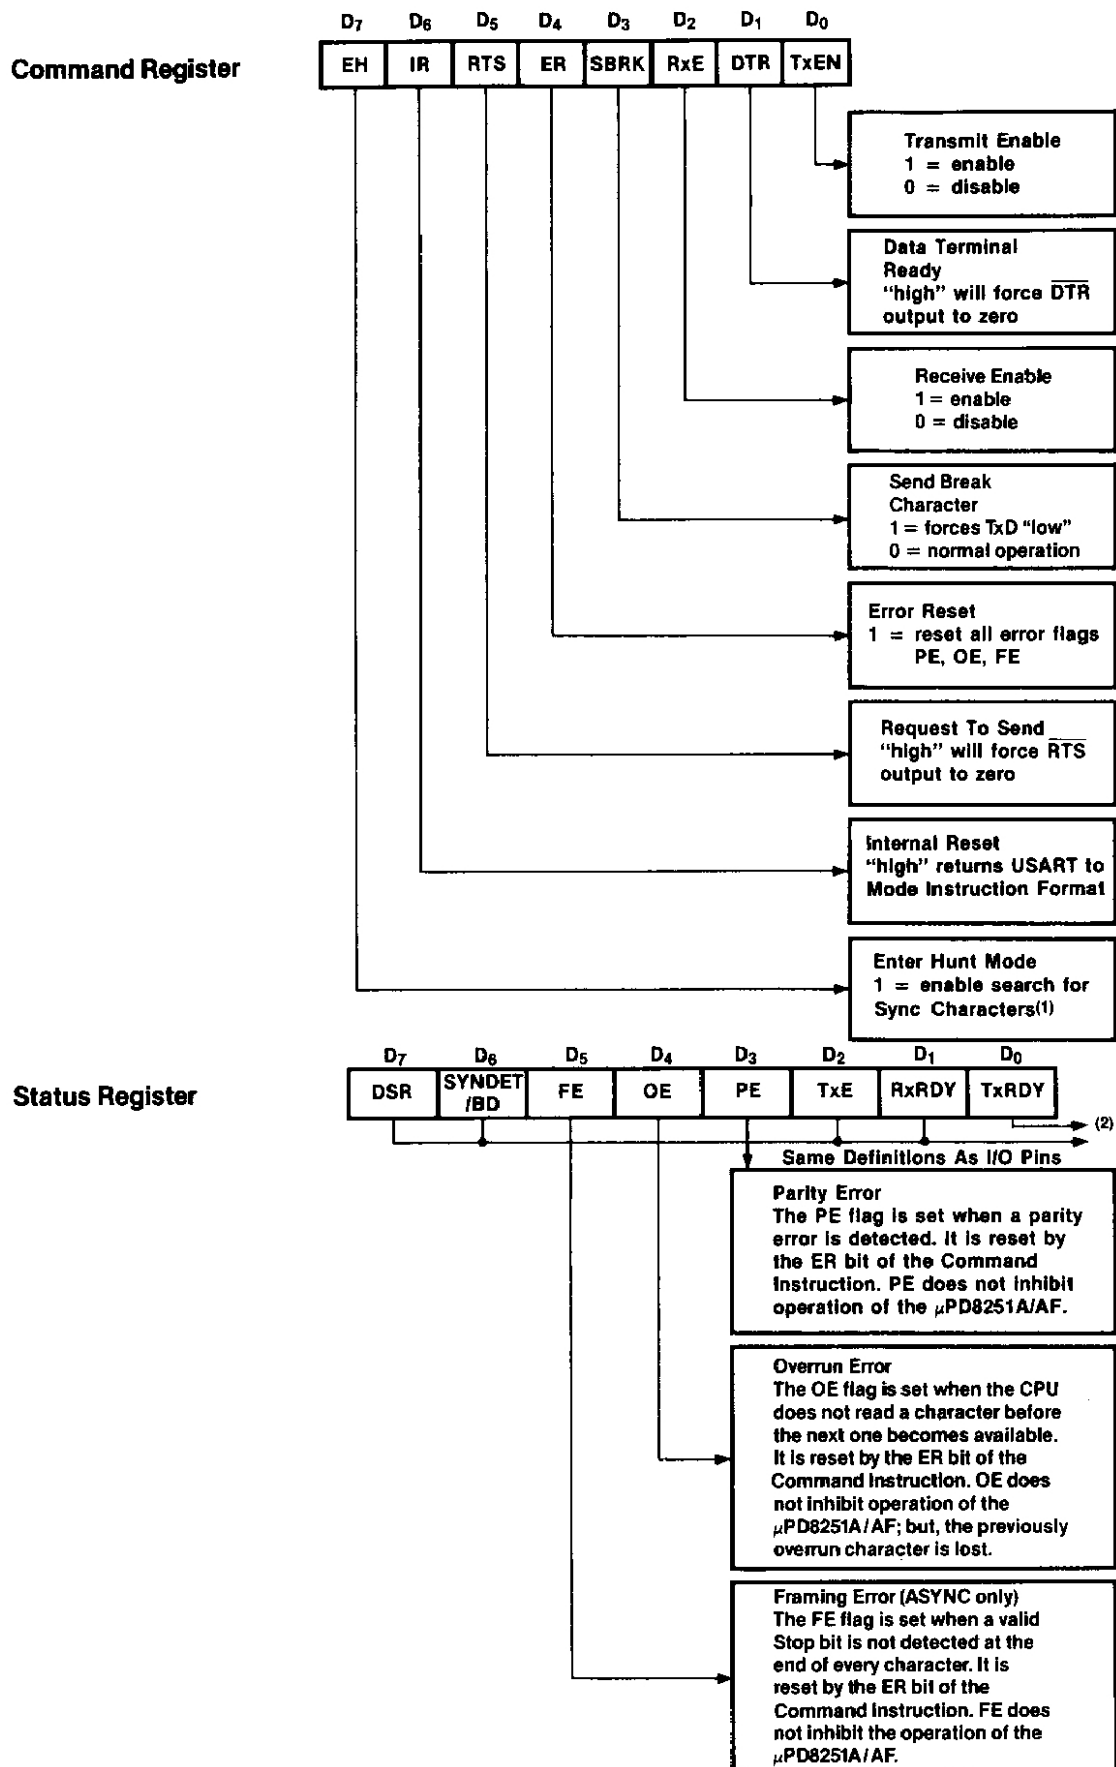 D7 D6 D5 D4 D3 D2 D1 D0
Command Register
EH IR RTS ER SBRK RxE DTR TxEN
Transmit Enable
1 = enable
0 = disable
Data Terminal
Ready
“high” will force D̅T̅R̅
output to zero
Receive Enable
1 = enable
0 = disable
Send Break
Character
1 = forces TxD “low”
0 = normal operation
Error Reset
1 = reset all error flags
PE, OE, FE
Request To Send
“high” will force R̅T̅S̅
output to zero
Internal Reset
“high” returns USART to
Mode Instruction Format
Enter Hunt Mode
1 = enable search for
Sync Characters(1)
D7 D6 D5 D4 D3 D2 D1 D0
Status Register
DSR SYNDET FE OE PE TxE RxRDY TxRDY
/BD
(2)
Same Definitions As I/O Pins
Parity Error
The PE flag is set when a parity
error is detected. It is reset by
the ER bit of the Command
Instruction. PE does not inhibit
operation of the μPD8251A/AF.
Overrun Error
The OE flag is set when the CPU
does not read a character before
the next one becomes available.
It is reset by the ER bit of the
Command Instruction. OE does
not inhibit operation of the
μPD8251A/AF; but, the previously
overrun character is lost.
Framing Error (ASYNC only)
The FE flag is set when a valid
Stop bit is not detected at the
end of every character. It is
reset by the ER bit of the
Command Instruction. FE does
not inhibit the operation of the
μPD8251A/AF.